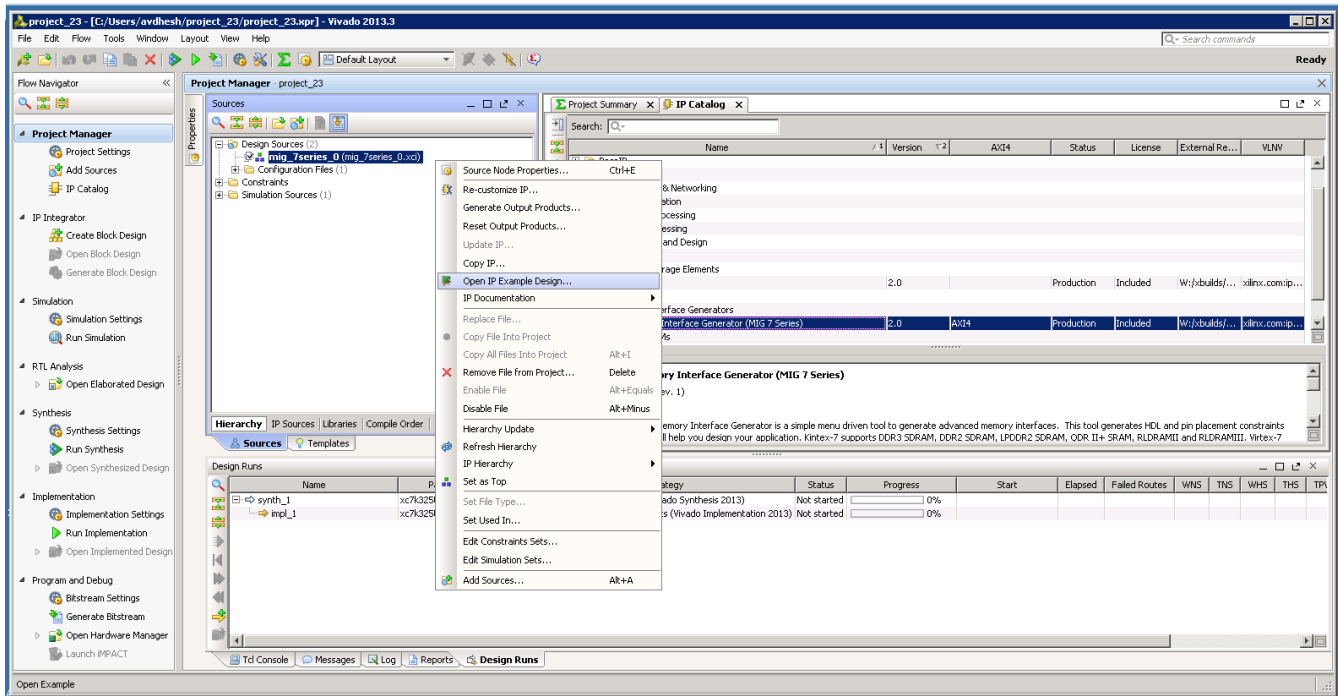 project_23 - [C:/Users/avdhesh/project_23/project_23.xpr] - Vivado 2013.3
File Edit Flow Tools Window Layout View Help
Q- Search commands
Default Layout
Ready
Flow Navigator
Project Manager
Project Settings
Add Sources
IP Catalog
IP Integrator
Create Block Design
Open Block Design
Generate Block Design
Simulation
Simulation Settings
Run Simulation
RTL Analysis
Open Elaborated Design
Synthesis
Synthesis Settings
Run Synthesis
Open Synthesized Design
Implementation
Implementation Settings
Run Implementation
Open Implemented Design
Program and Debug
Bitstream Settings
Generate Bitstream
Open Hardware Manager
Launch iMPACT
Project Manager - project_23
Properties
Sources
Design Sources (2)
mig_7series_0 (mig_7series_0.xci)
Configuration Files (1)
Constraints
Simulation Sources (1)
Hierarchy IP Sources Libraries Compile Order
Sources Templates
Source Node Properties... Ctrl+E
Re-customize IP...
Generate Output Products...
Reset Output Products...
Update IP...
Copy IP...
Open IP Example Design...
IP Documentation
Replace File...
Copy File Into Project
Copy All Files Into Project Alt+I
Remove File from Project... Delete
Enable File Alt+Equals
Disable File Alt+Minus
Hierarchy Update
Refresh Hierarchy
IP Hierarchy
Set as Top
Set File Type...
Set Used In...
Edit Constraints Sets...
Edit Simulation Sets...
Add Sources... Alt+A
Project Summary IP Catalog
Search:
Name 1 Version 2 AXI4 Status License External Re... VLNV
& Networking
ation
ocessing
essing
and Design
rage Elements
2.0 Production Included W:/xbuilds/... xilinx.com:ip...
erface Generators
Interface Generator (MIG 7 Series) 2.0 AXI4 Production Included W:/xbuilds/... xilinx.com:ip...
Ms
ory Interface Generator (MIG 7 Series)
ev. 1)
emory Interface Generator is a simple menu driven tool to generate advanced memory interfaces. This tool generates HDL and pin placement constraints
ll help you design your application. Kintex-7 supports DDR3 SDRAM, DDR2 SDRAM, LPDDR2 SDRAM, QDR II+ SRAM, RLDRAMII and RLDRAMIII. Virtex-7
Design Runs
Name P ategy Status Progress Start Elapsed Failed Routes WNS TNS WHS THS TPV
synth_1 xc7k325 ado Synthesis 2013) Not started 0%
impl_1 xc7k325 s (Vivado Implementation 2013) Not started 0%
Tcl Console Messages Log Reports Design Runs
Open Example